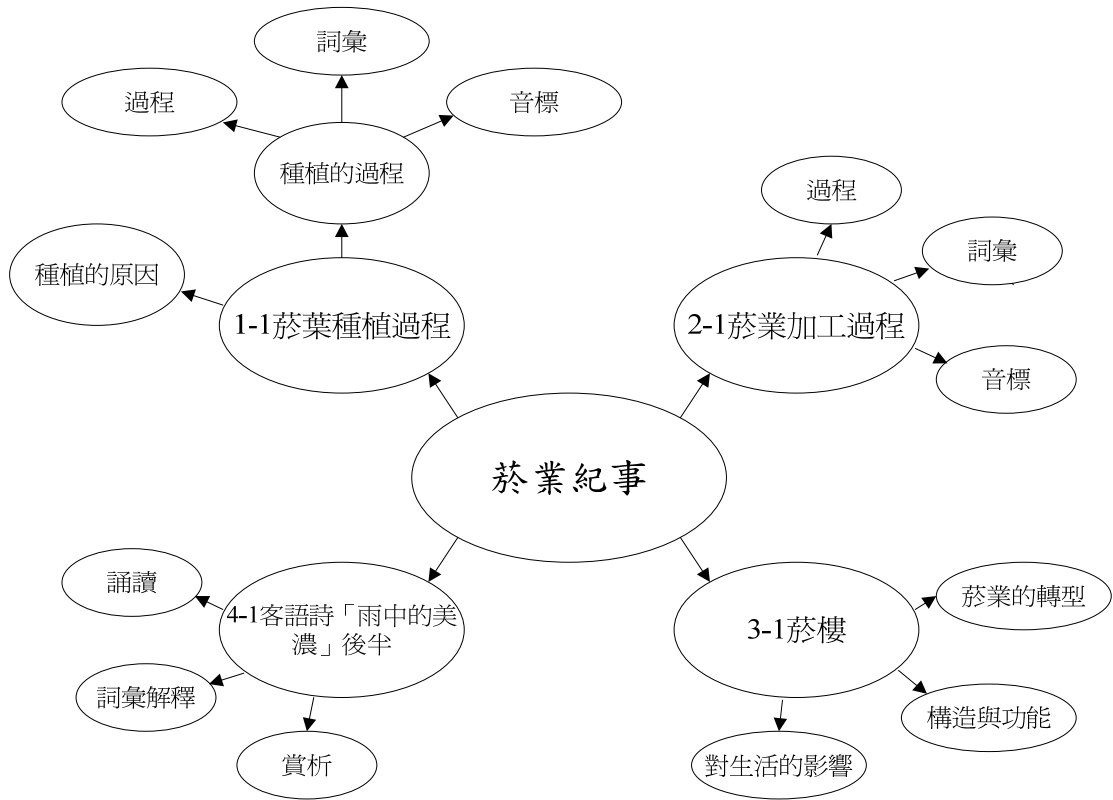 詞彙
過程
音標
種植的過程
種植的原因
1-1菸葉種植過程
過程
詞彙
2-1菸業加工過程
音標
菸業紀事
誦讀
4-1客語詩「雨中的美
濃」後半
詞彙解釋
賞析
菸業的轉型
3-1菸樓
構造與功能
對生活的影響